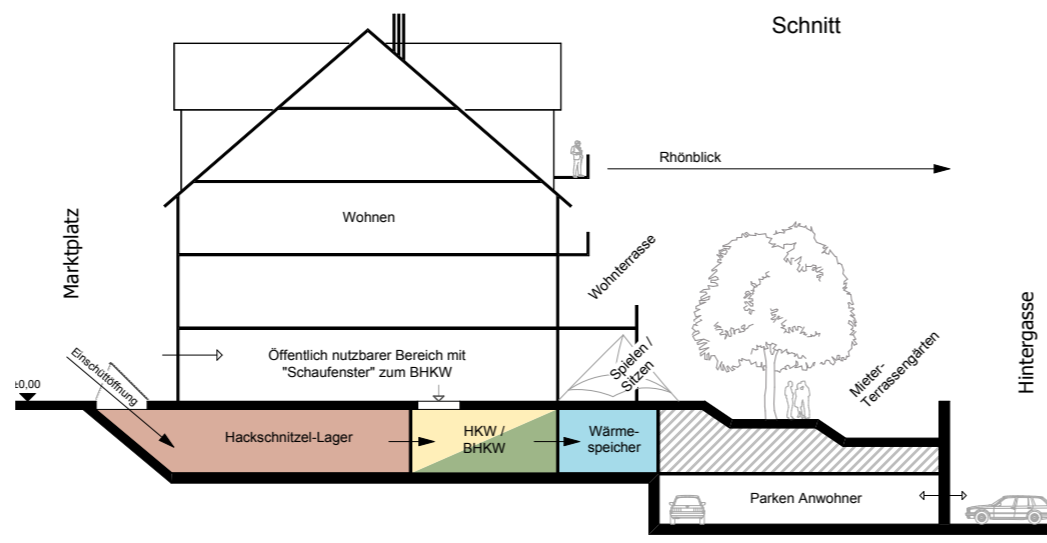 Schnitt
Rhönblick
Wohnen
Marktplatz
Wohnterrasse
Hintergasse
Öffentlich nutzbarer Bereich mit
"Schaufenster" zum BHKW
Spielen /
Sitzen
Mieter-
Terrassengärten
Einschüttöffnung
±0,00
Hackschnitzel-Lager
HKW /
BHKW
Wärme-
speicher
Parken Anwohner